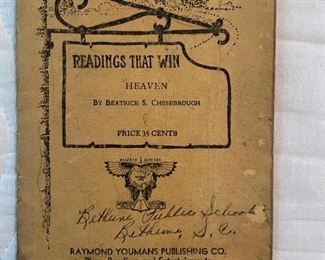 READINGS THAT WIN
HEAVEN
BY BEATRICE S. CHESEBROUGH
PRICE 35 CENTS
Bethune Public School
Bethune, S. C.
RAYMOND YOUMANS PUBLISHING CO.